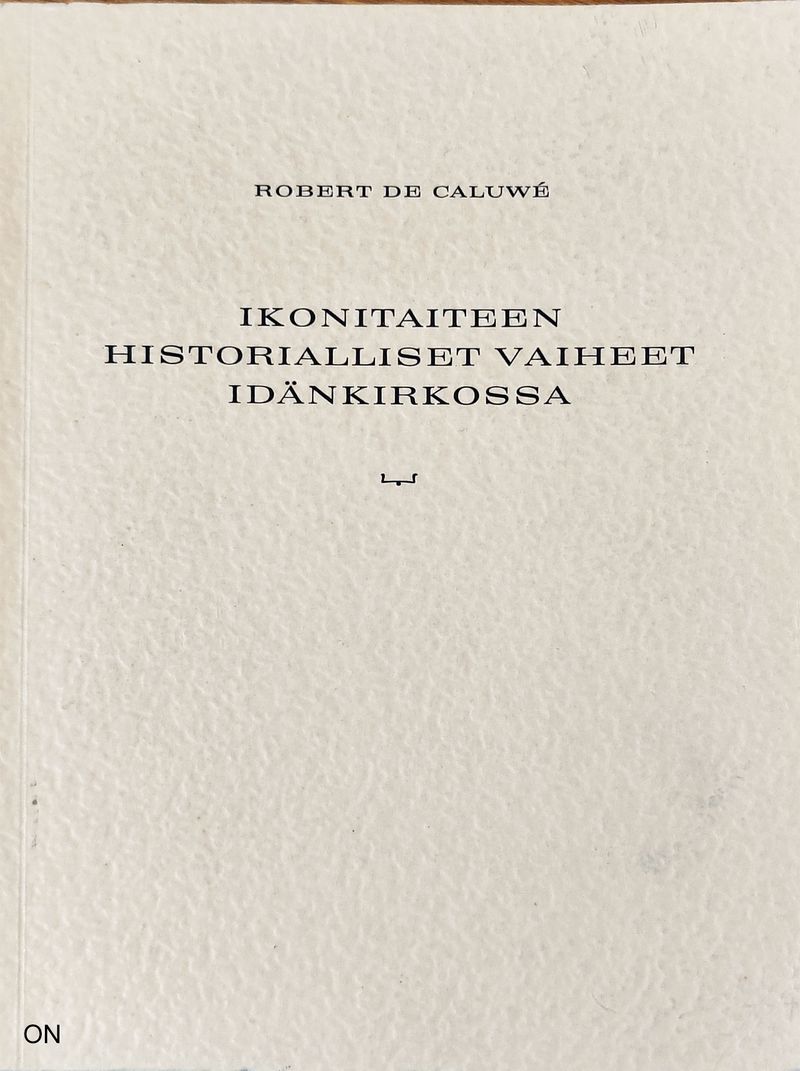 ROBERT DE CALUWÉ
IKONITAITEEN
HISTORIALLISET VAIHEET
IDÄNKIRKOSSA
ON